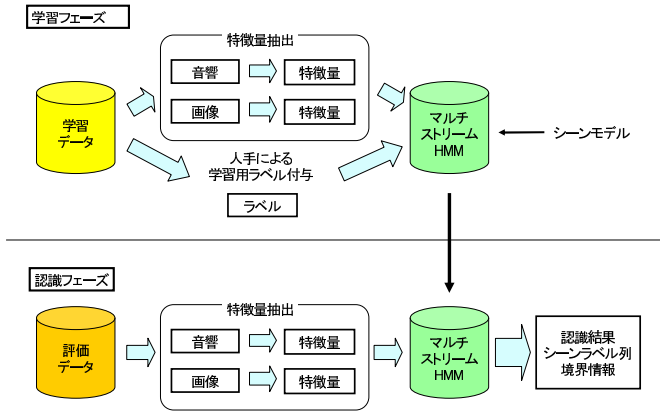 学習フェーズ
特徴量抽出
音響
特徴量
画像
特徴量
学習
データ
マルチ
ストリーム
HMM
シーンモデル
人手による
学習用ラベル付与
ラベル
認識フェーズ
特徴量抽出
音響
特徴量
画像
特徴量
評価
データ
マルチ
ストリーム
HMM
認識結果
シーンラベル列
境界情報